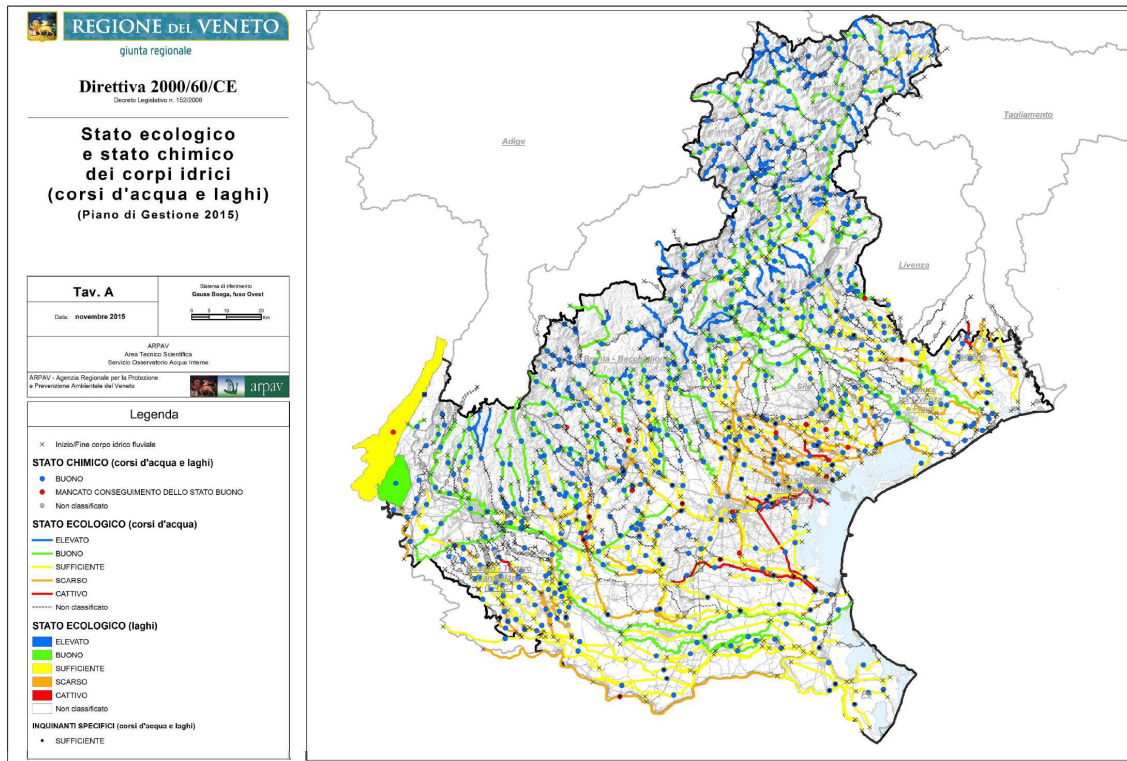 REGIONE DEL VENETO
giunta regionale
Direttiva 2000/60/CE
Decreto Legislativo n. 152/2006
Stato ecologico
e stato chimico
dei corpi idrici
(corsi d'acqua e laghi)
(Piano di Gestione 2015)
Tav. A
Data: novembre 2015
Sistema di riferimento
Gauss Boaga, fuso Ovest
0 5 10 20
Km
ARPAV
Area Tecnico Scientifica
Servizio Osservatorio Acque Interne
ARPAV - Agenzia Regionale per la Protezione
e Prevenzione Ambientale del Veneto
arpav
Legenda
Inizio/Fine corpo idrico fluviale
STATO CHIMICO (corsi d'acqua e laghi)
BUONO
MANCATO CONSEGUIMENTO DELLO STATO BUONO
Non classificato
STATO ECOLOGICO (corsi d'acqua)
ELEVATO
BUONO
SUFFICIENTE
SCARSO
CATTIVO
Non classificato
STATO ECOLOGICO (laghi)
ELEVATO
BUONO
SUFFICIENTE
SCARSO
CATTIVO
Non classificato
INQUINANTI SPECIFICI (corsi d'acqua e laghi)
SUFFICIENTE
Adige
Tagliamento
Livenza
Brenta - Bacchiglione
Sile